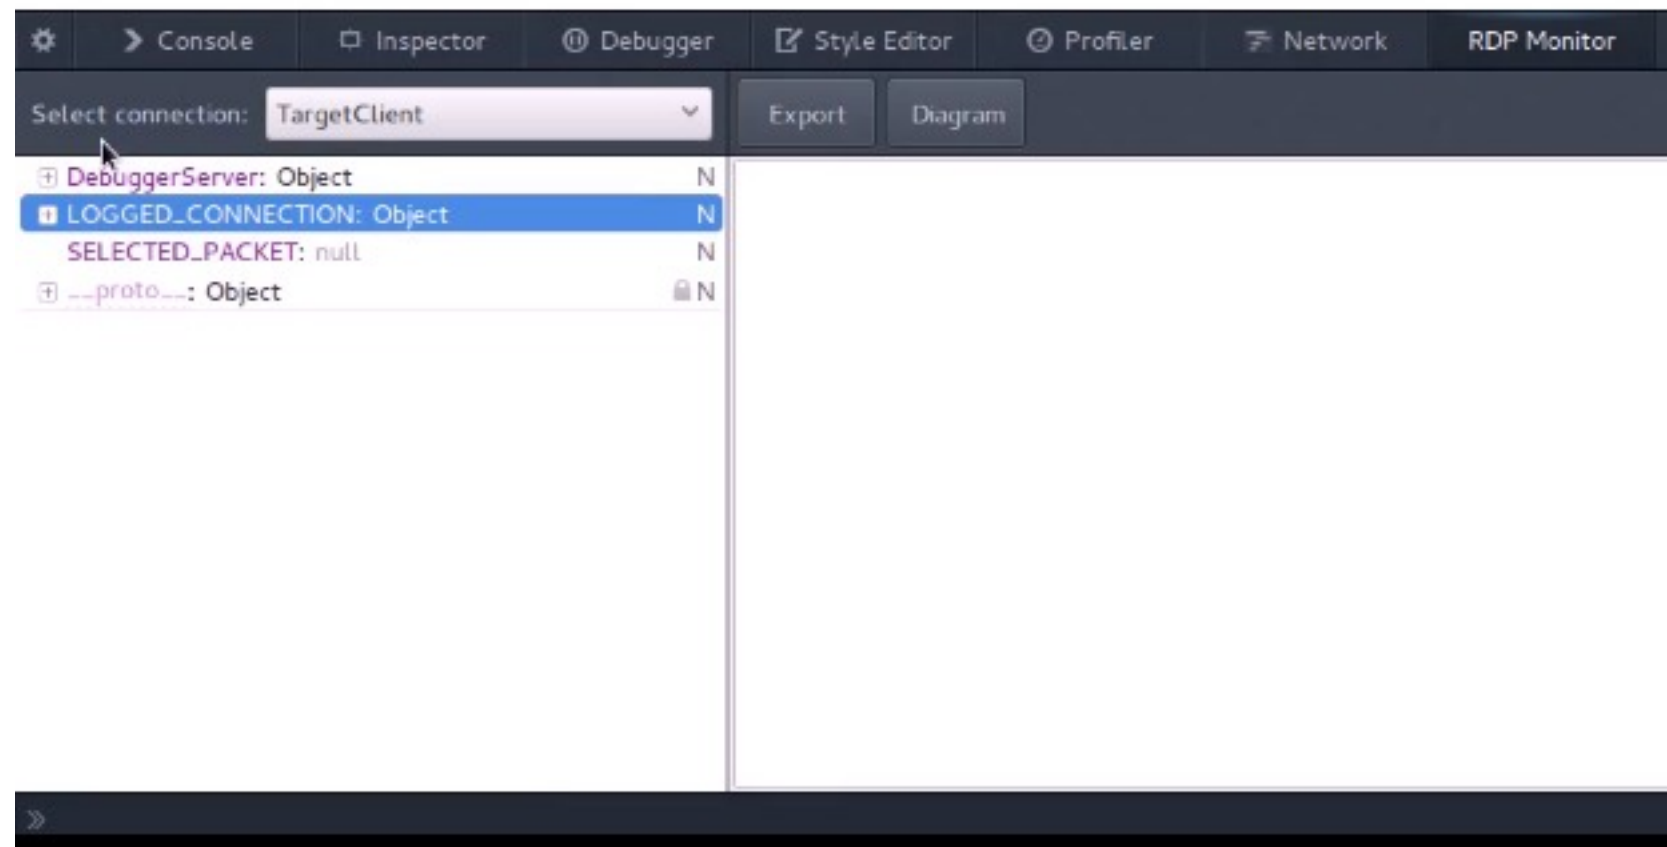 Console Inspector Debugger Style Editor Profiler Network RDP Monitor
Select connection: TargetClient Export Diagram
DebuggerServer: Object N
LOGGED_CONNECTION: Object N
SELECTED_PACKET: null N
__proto__: Object N